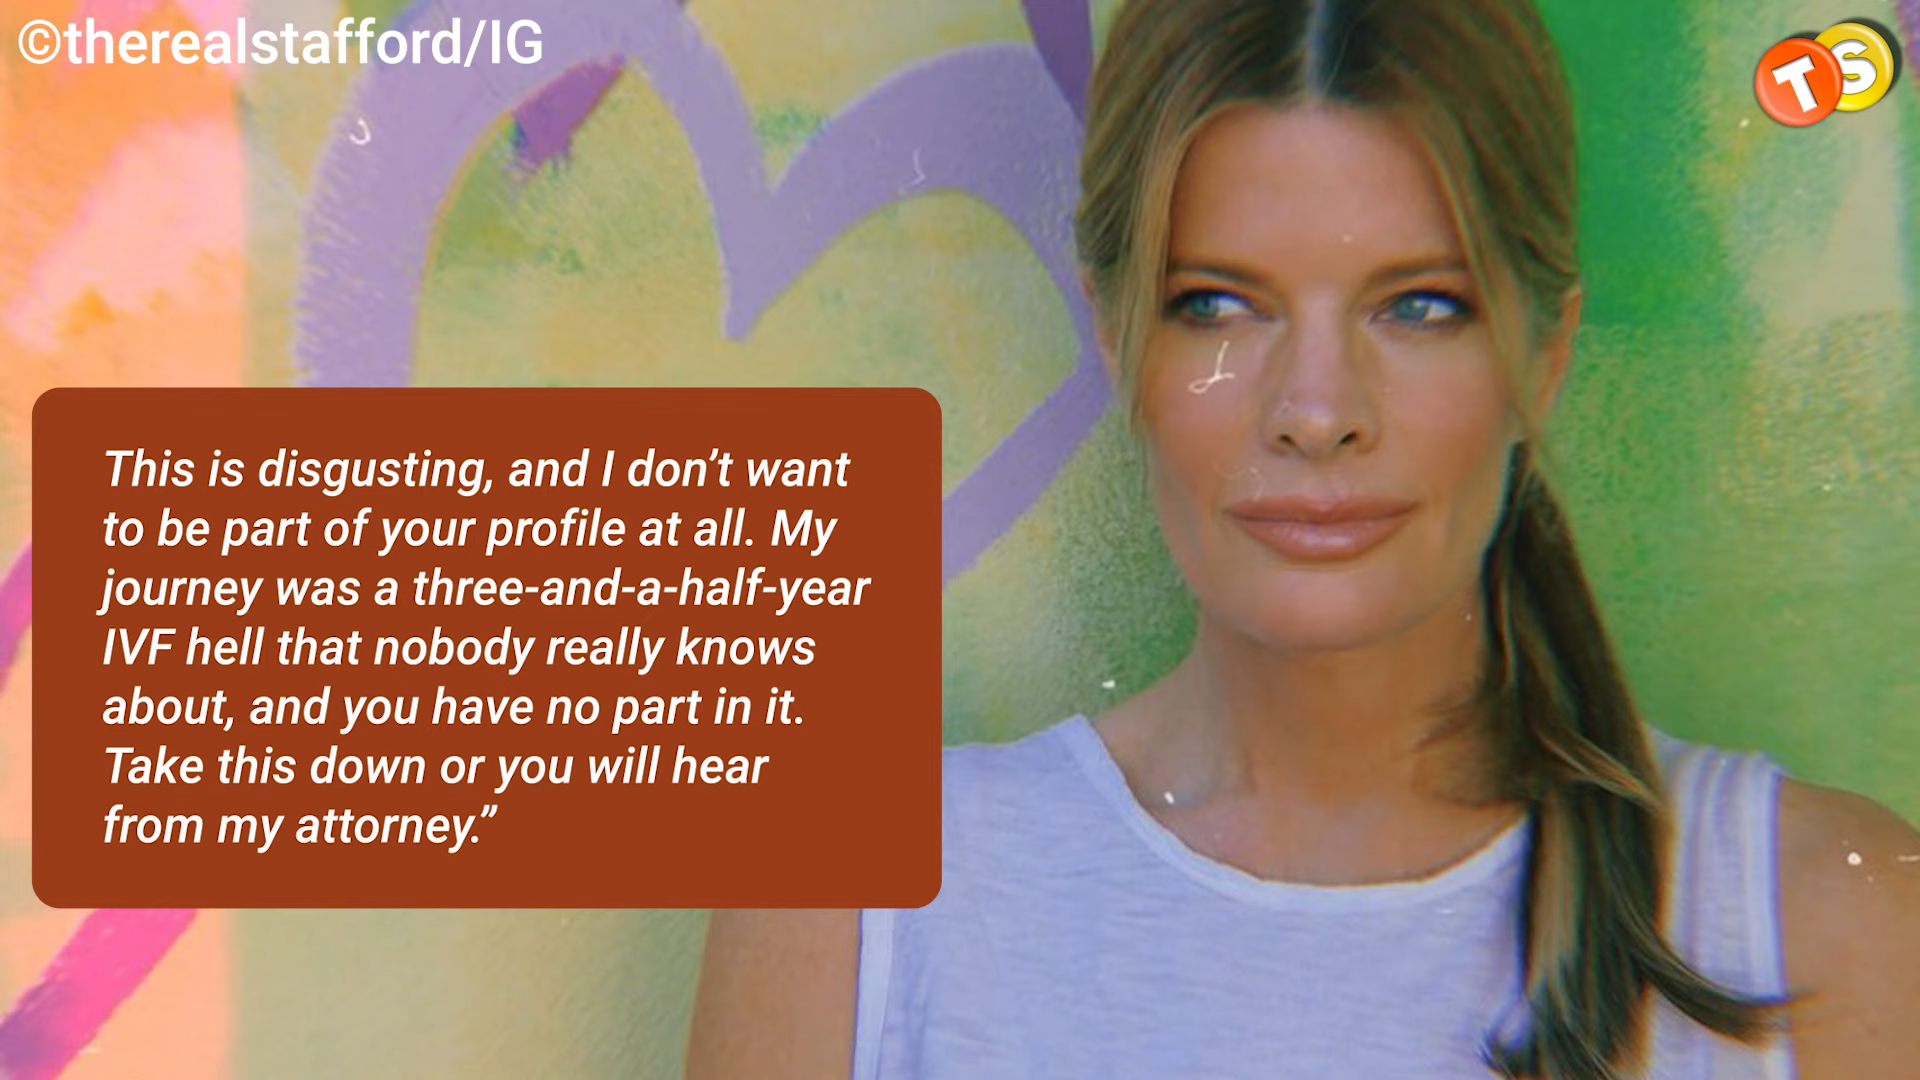 ©therealstafford/IG
TS
This is disgusting, and I don’t want
to be part of your profile at all. My
journey was a three-and-a-half-year
IVF hell that nobody really knows
about, and you have no part in it.
Take this down or you will hear
from my attorney.”